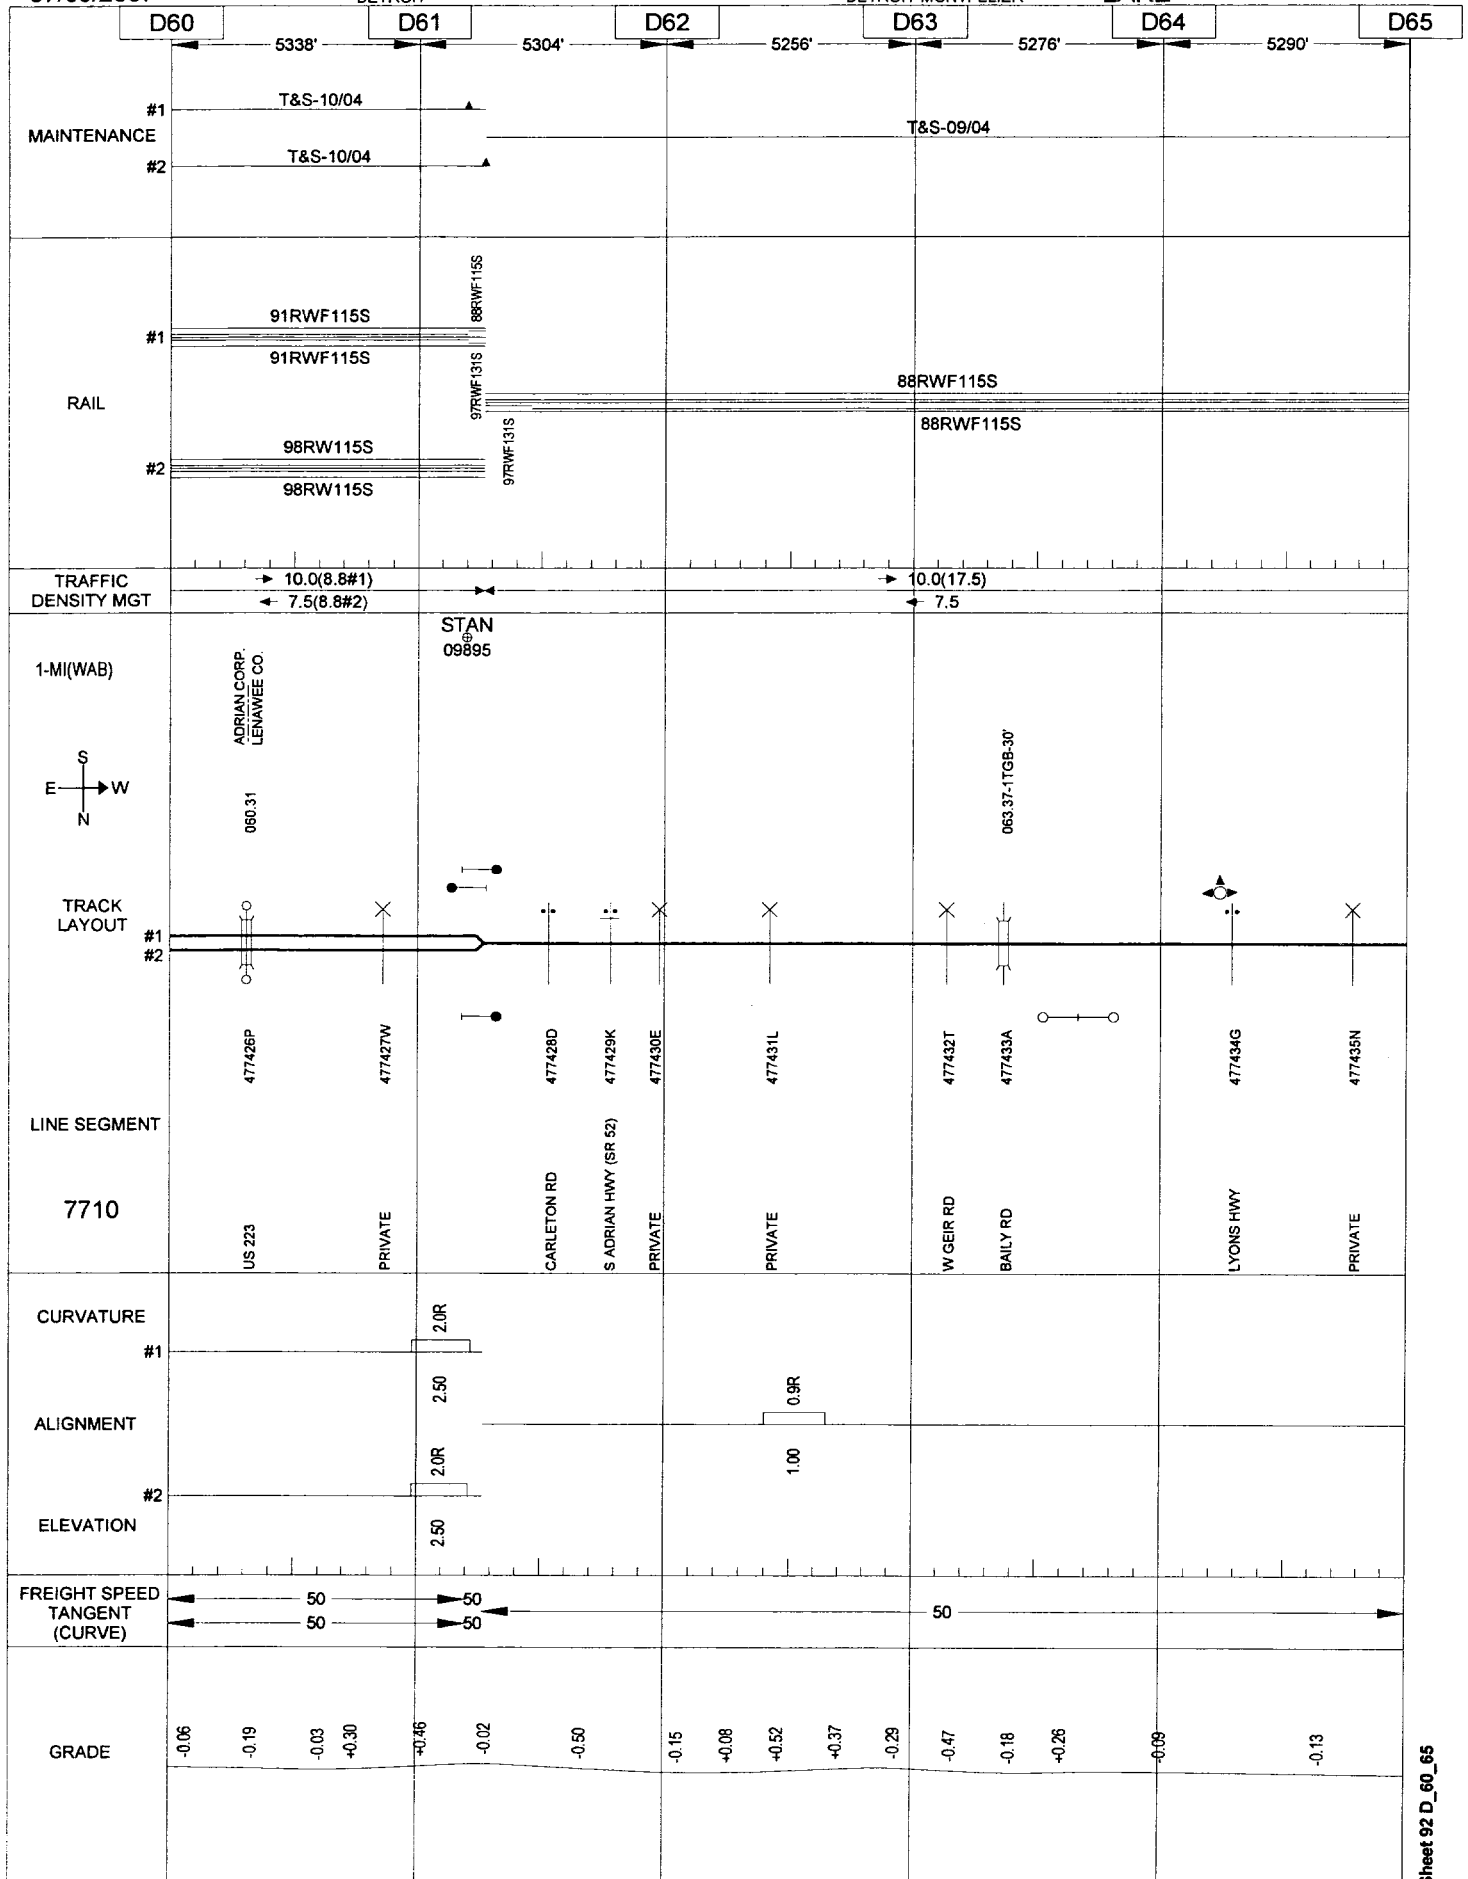 D60 D61 D62 D63 D64 D65
5338' 5304' 5256' 5276' 5290'
#1 T&S-10/04
MAINTENANCE T&S-09/04
#2 T&S-10/04
88RWF115S
91RWF115S
#1
91RWF115S
97RWF131S
88RWF115S
RAIL
88RWF115S
97RWF131S
98RW115S
#2
98RW115S
TRAFFIC 10.0(8.8#1) 10.0(17.5)
DENSITY MGT 7.5(8.8#2) 7.5
STAN
09895
1-MI(WAB)
ADRIAN CORP.
LENAWEE CO.
S
E W
N
060.31
063.37-1TGB-30'
TRACK
LAYOUT
#1
#2
477426P 477427W 477428D 477429K 477430E 477431L 477432T 477433A 477434G 477435N
LINE SEGMENT
7710
US 223 PRIVATE CARLETON RD S ADRIAN HWY (SR 52) PRIVATE PRIVATE W GEIR RD BAILY RD LYONS HWY PRIVATE
CURVATURE
2.0R
#1
2.50
0.9R
ALIGNMENT
1.00
2.0R
#2
ELEVATION
2.50
FREIGHT SPEED 50 50
TANGENT 50
(CURVE) 50 50
GRADE -0.06 -0.19 -0.03 +0.30 +0.46 -0.02 -0.50 -0.15 +0.08 +0.52 +0.37 -0.29 -0.47 -0.18 +0.26 -0.09 -0.13
Sheet 92 D_60_65